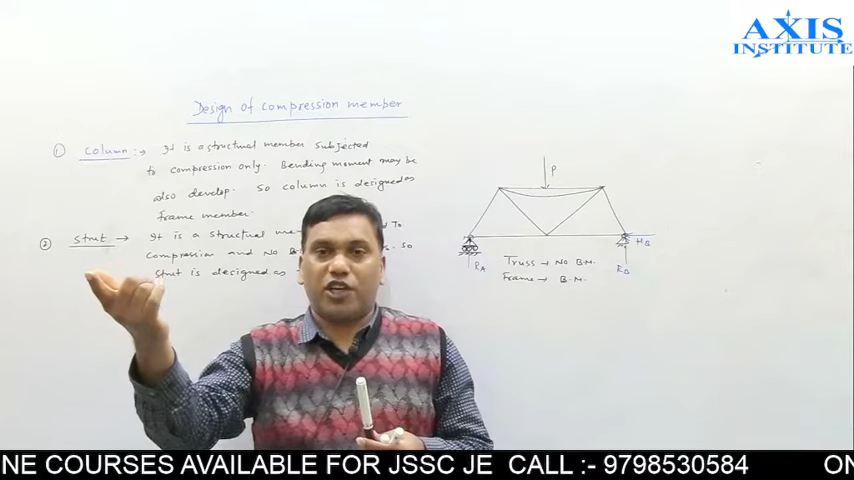 AXIS
INSTITUTE
Design of compression member
① Column :→ It is a structural member subjected
to compression only. Bending moment may be
also develop. So column is designed as
frame member.
② Strut → It is a structural To
compression and No so
strut is designed as
P
HB
RA
RB
Truss → No B.M.
Frame → B.M.
NE COURSES AVAILABLE FOR JSSC JE CALL :- 9798530584 ON